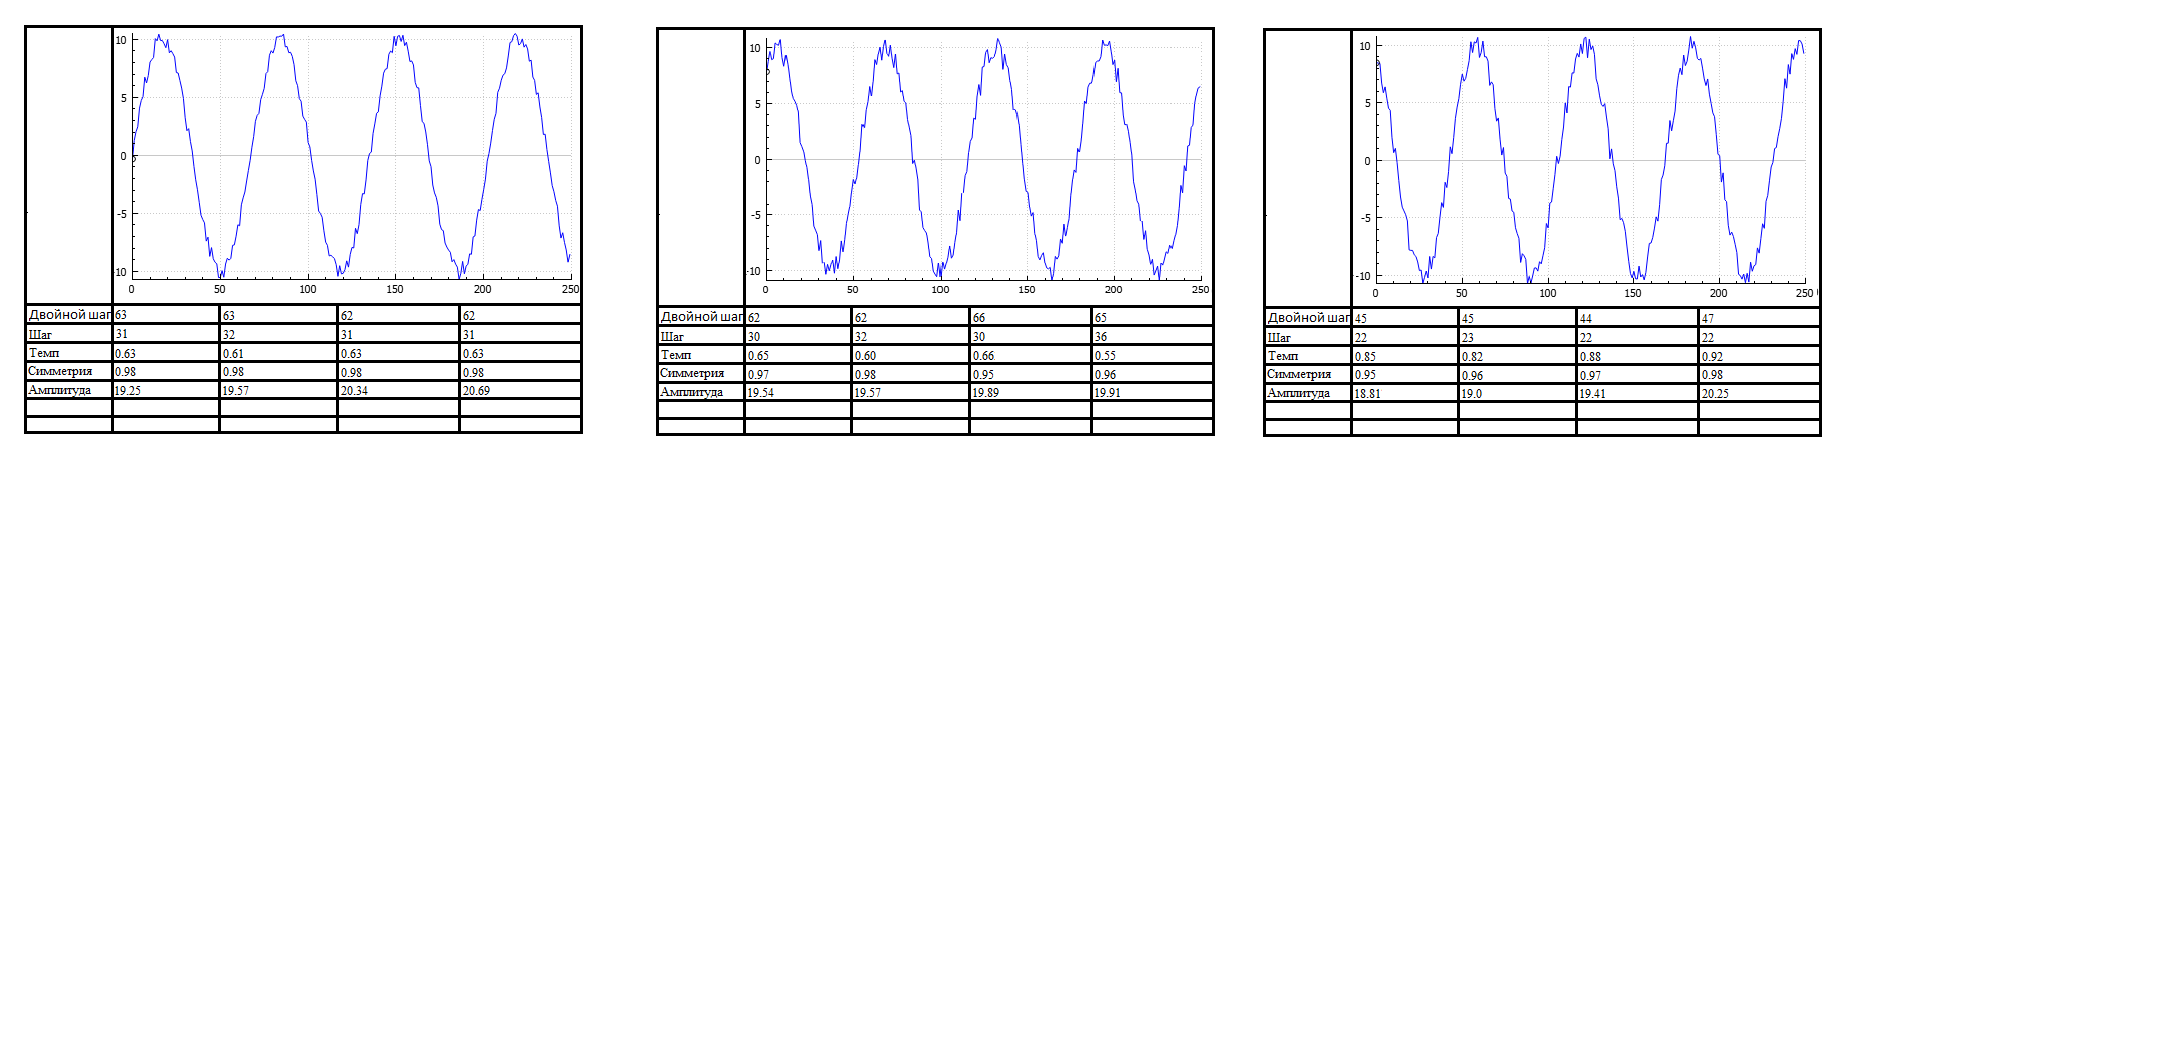 10
5
0
-5
-10
0 50 100 150 200 250
Двойной шаг 63 63 62 62
Шаг 31 32 31 31
Темп 0.63 0.61 0.63 0.63
Симметрия 0.98 0.98 0.98 0.98
Амплитуда 19.25 19.57 20.34 20.69
10
5
0
-5
-10
0 50 100 150 200 250
Двойной шаг 62 62 66 65
Шаг 30 32 30 36
Темп 0.65 0.60 0.66 0.55
Симметрия 0.97 0.98 0.95 0.96
Амплитуда 19.54 19.57 19.89 19.91
10
5
0
-5
-10
0 50 100 150 200 250
Двойной шаг 45 45 44 47
Шаг 22 23 22 22
Темп 0.85 0.82 0.88 0.92
Симметрия 0.95 0.96 0.97 0.98
Амплитуда 18.81 19.0 19.41 20.25